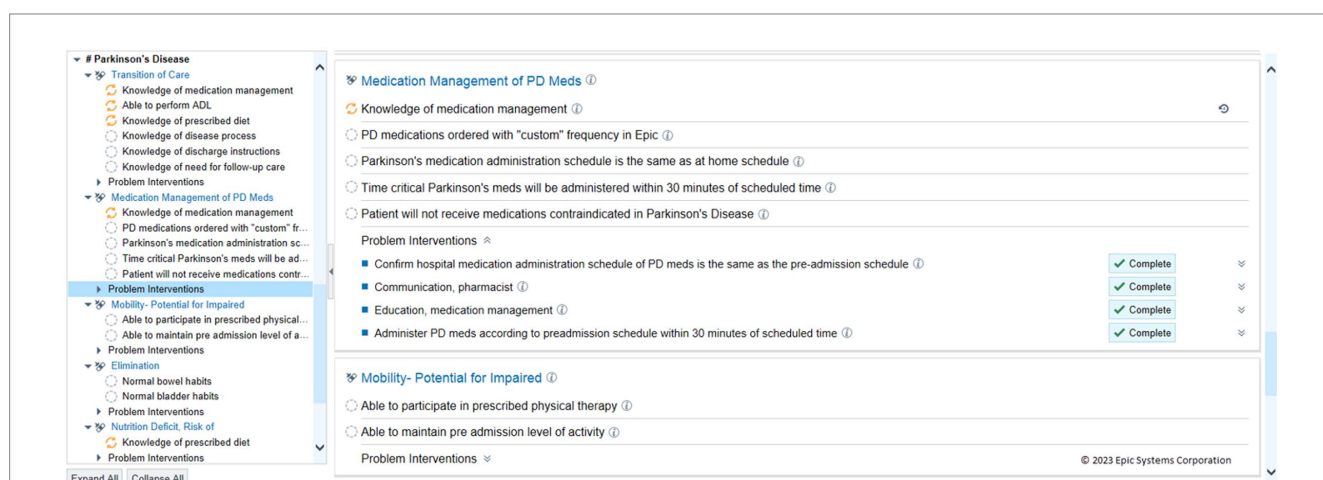 # Parkinson's Disease
Transition of Care
Knowledge of medication management
Able to perform ADL
Knowledge of prescribed diet
Knowledge of disease process
Knowledge of discharge instructions
Knowledge of need for follow-up care
Problem Interventions
Medication Management of PD Meds
Knowledge of medication management
PD medications ordered with "custom" fr...
Parkinson's medication administration sc...
Time critical Parkinson's meds will be ad...
Patient will not receive medications contr...
Problem Interventions
Mobility- Potential for Impaired
Able to participate in prescribed physical...
Able to maintain pre admission level of a...
Problem Interventions
Elimination
Normal bowel habits
Normal bladder habits
Problem Interventions
Nutrition Deficit, Risk of
Knowledge of prescribed diet
Problem Interventions
Expand All Collapse All
Medication Management of PD Meds
Knowledge of medication management
PD medications ordered with "custom" frequency in Epic
Parkinson's medication administration schedule is the same as at home schedule
Time critical Parkinson's meds will be administered within 30 minutes of scheduled time
Patient will not receive medications contraindicated in Parkinson's Disease
Problem Interventions
Confirm hospital medication administration schedule of PD meds is the same as the pre-admission schedule Complete
Communication, pharmacist Complete
Education, medication management Complete
Administer PD meds according to preadmission schedule within 30 minutes of scheduled time Complete
Mobility- Potential for Impaired
Able to participate in prescribed physical therapy
Able to maintain pre admission level of activity
Problem Interventions
© 2023 Epic Systems Corporation